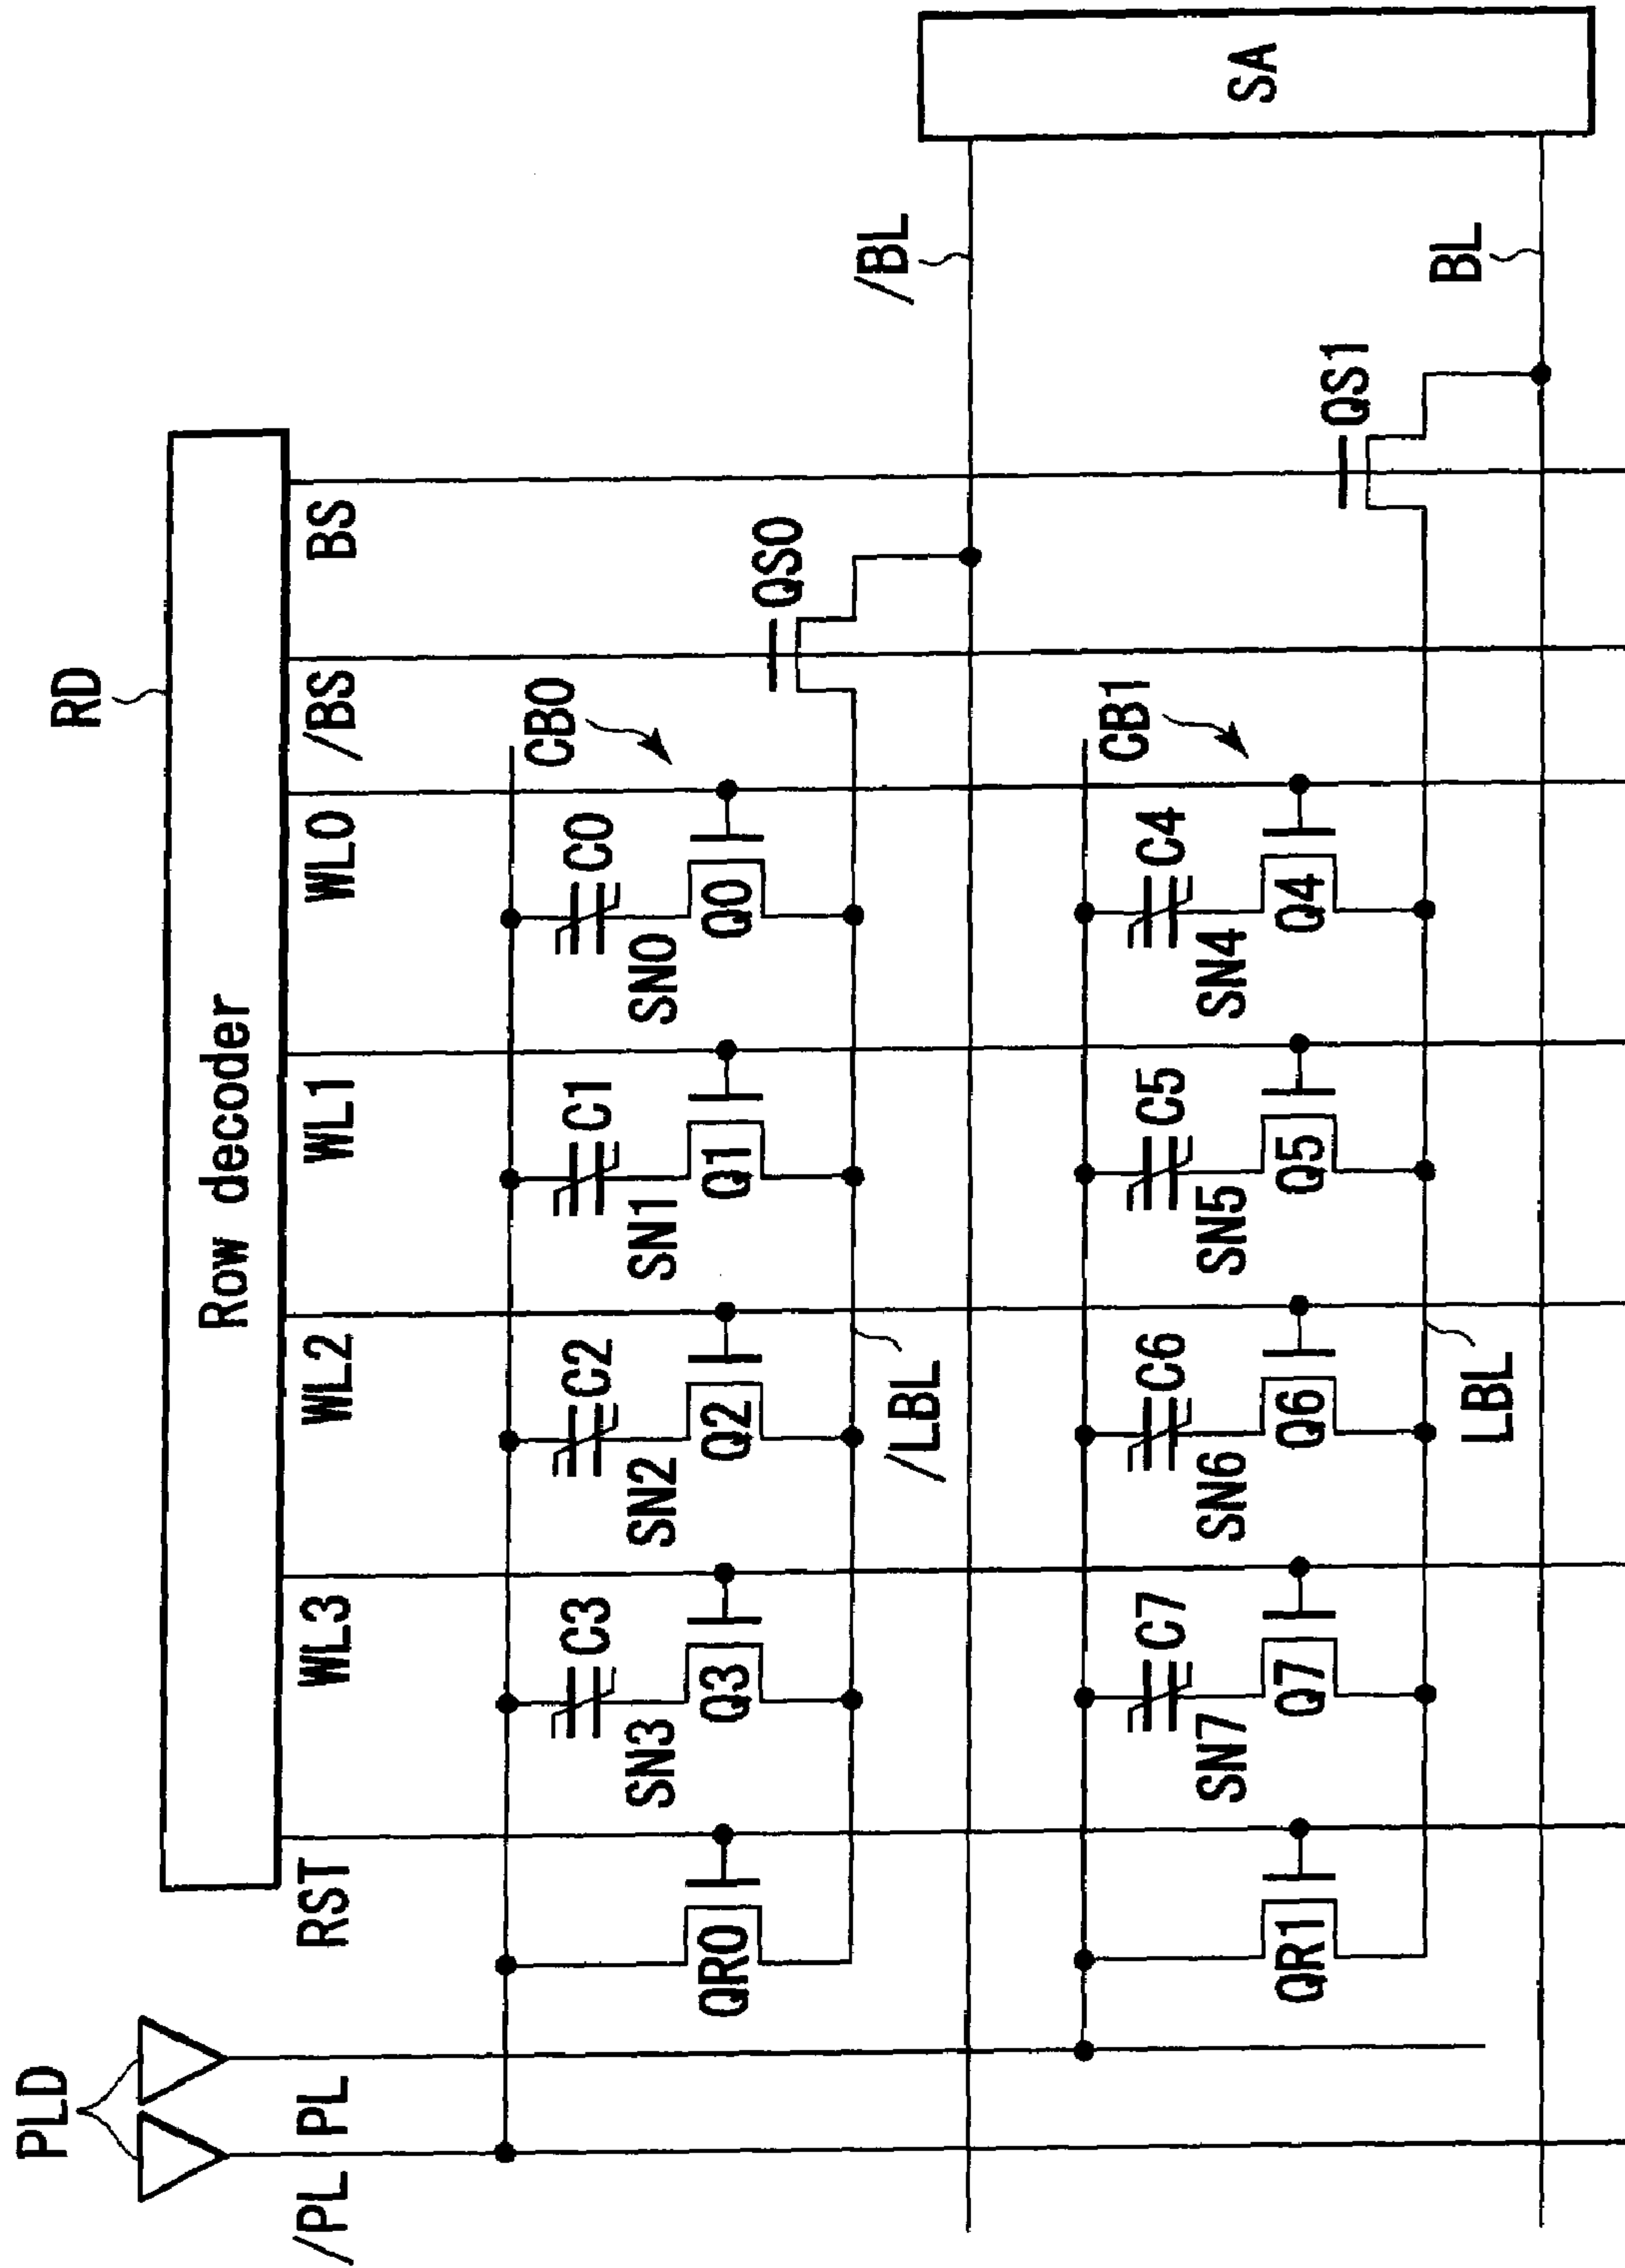 PLD
RD
Row decoder
/PL
PL
RST
WL3
WL2
WL1
WL0
/BS
BS
SN3
C3
SN2
C2
SN1
C1
SN0
C0
CB0
QR0
Q3
Q2
Q1
Q0
QS0
/LBL
/BL
SA
SN7
C7
SN6
C6
SN5
C5
SN4
C4
CB1
QR1
Q7
Q6
Q5
Q4
QS1
LBL
BL